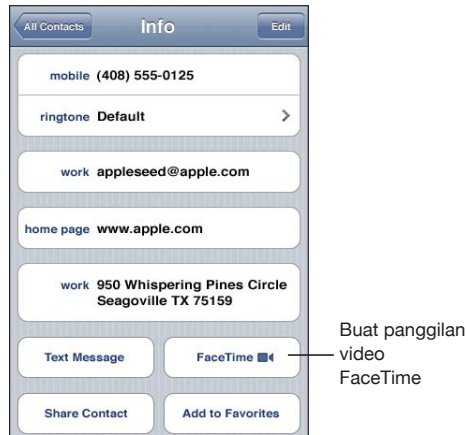 All Contacts Info Edit
mobile (408) 555-0125
ringtone Default
work appleseed@apple.com
home page www.apple.com
work 950 Whispering Pines Circle
Seagoville TX 75159
Text Message FaceTime
Share Contact Add to Favorites
Buat panggilan
video
FaceTime